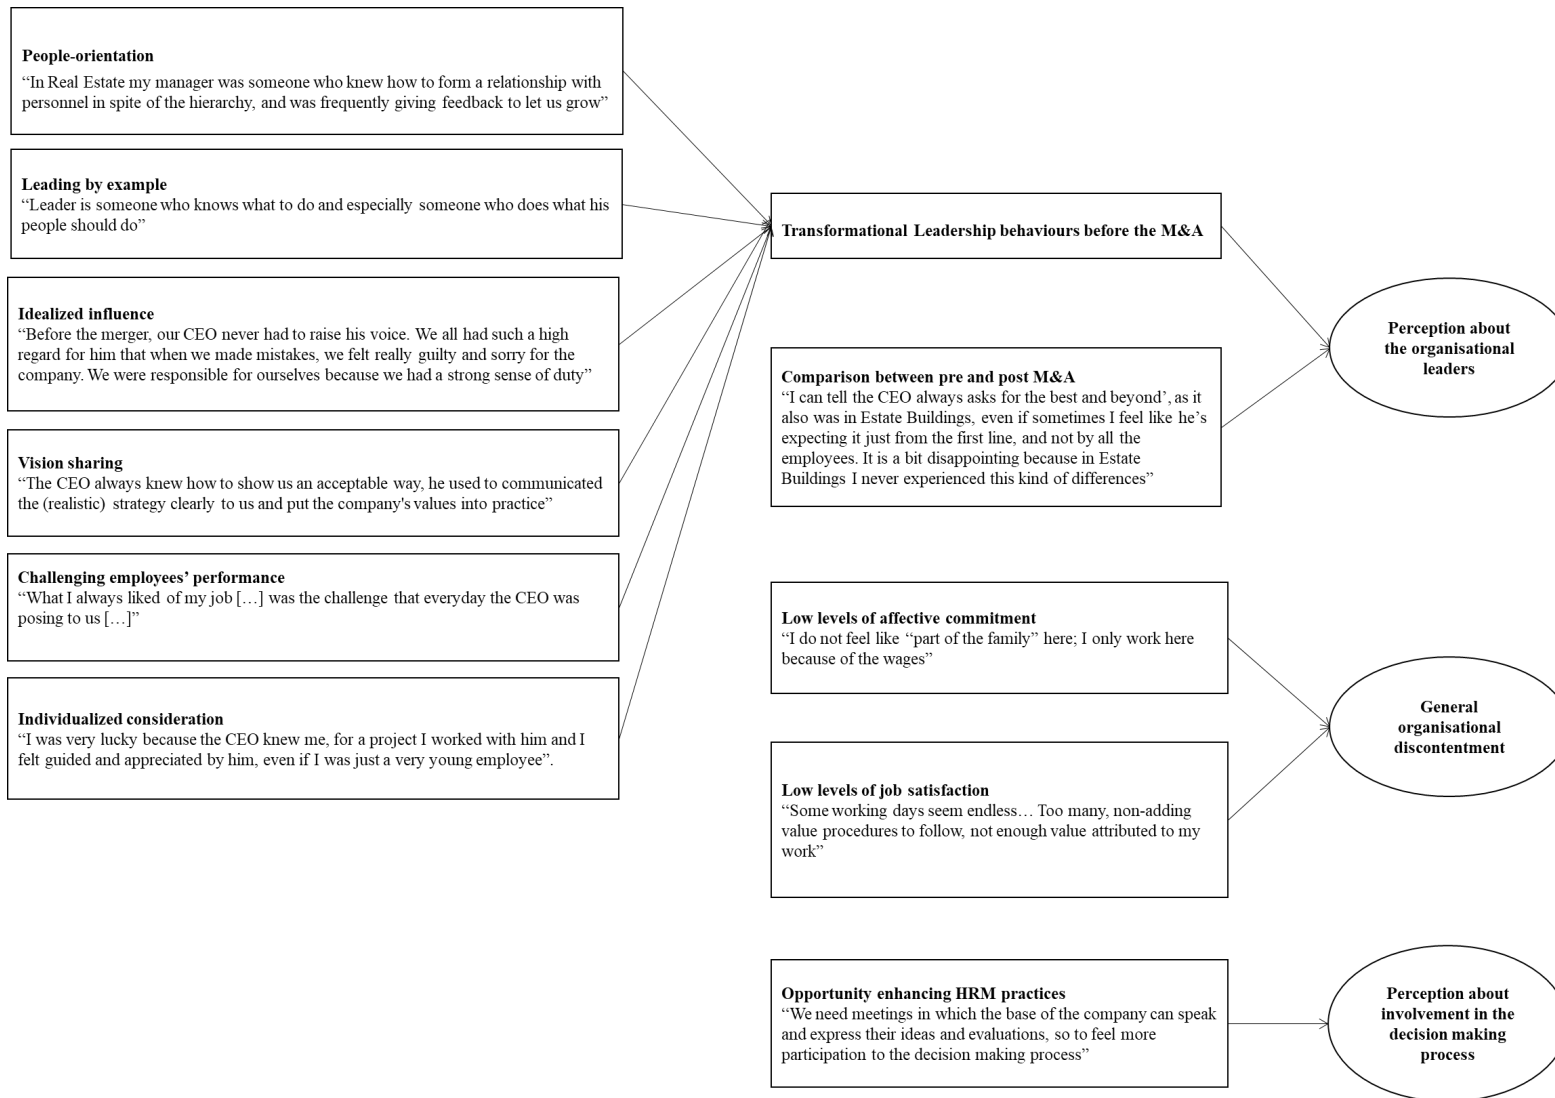 People-orientation
“In Real Estate my manager was someone who knew how to form a relationship with
personnel in spite of the hierarchy, and was frequently giving feedback to let us grow”
Leading by example
“Leader is someone who knows what to do and especially someone who does what his
people should do”
Idealized influence
“Before the merger, our CEO never had to raise his voice. We all had such a high
regard for him that when we made mistakes, we felt really guilty and sorry for the
company. We were responsible for ourselves because we had a strong sense of duty”
Vision sharing
“The CEO always knew how to show us an acceptable way, he used to communicated
the (realistic) strategy clearly to us and put the company's values into practice”
Challenging employees’ performance
“What I always liked of my job […] was the challenge that everyday the CEO was
posing to us […]”
Individualized consideration
“I was very lucky because the CEO knew me, for a project I worked with him and I
felt guided and appreciated by him, even if I was just a very young employee”.
Transformational Leadership behaviours before the M&A
Comparison between pre and post M&A
“I can tell the CEO always asks for the best and beyond’, as it
also was in Estate Buildings, even if sometimes I feel like he’s
expecting it just from the first line, and not by all the
employees. It is a bit disappointing because in Estate
Buildings I never experienced this kind of differences”
Low levels of affective commitment
“I do not feel like “part of the family” here; I only work here
because of the wages”
Low levels of job satisfaction
“Some working days seem endless… Too many, non-adding
value procedures to follow, not enough value attributed to my
work”
Opportunity enhancing HRM practices
“We need meetings in which the base of the company can speak
and express their ideas and evaluations, so to feel more
participation to the decision making process”
Perception about
the organisational
leaders
General
organisational
discontentment
Perception about
involvement in the
decision making
process